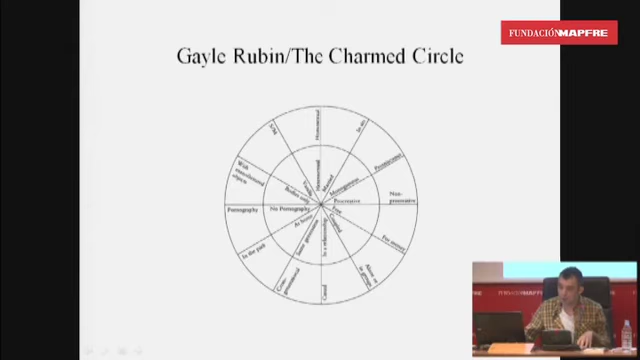 FUNDACIÓNMAPFRE
Gayle Rubin/The Charmed Circle
Homosexual
In sin
S/M
Promiscuous
With
manufactured
objects
Heterosexual
Married
Monogamous
Bodies only
Procreative
Non-
procreative
Pornography
No Pornography
Free
At home
Coupled
Same generation
In a relationship
In the park
For money
Cross-
generational
Casual
Alone or
in groups